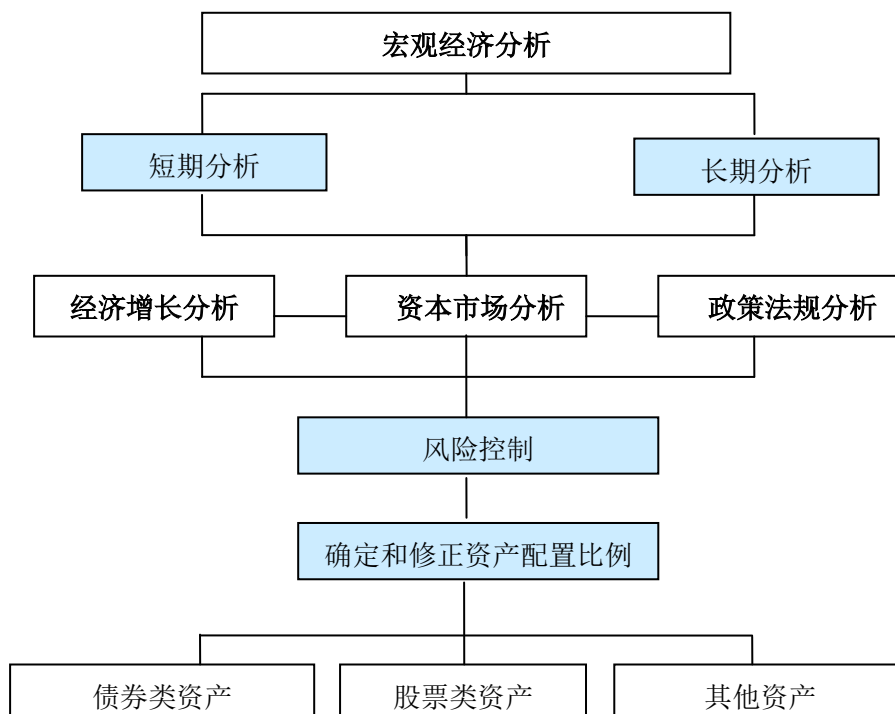 宏观经济分析
短期分析
长期分析
经济增长分析
资本市场分析
政策法规分析
风险控制
确定和修正资产配置比例
债券类资产
股票类资产
其他资产